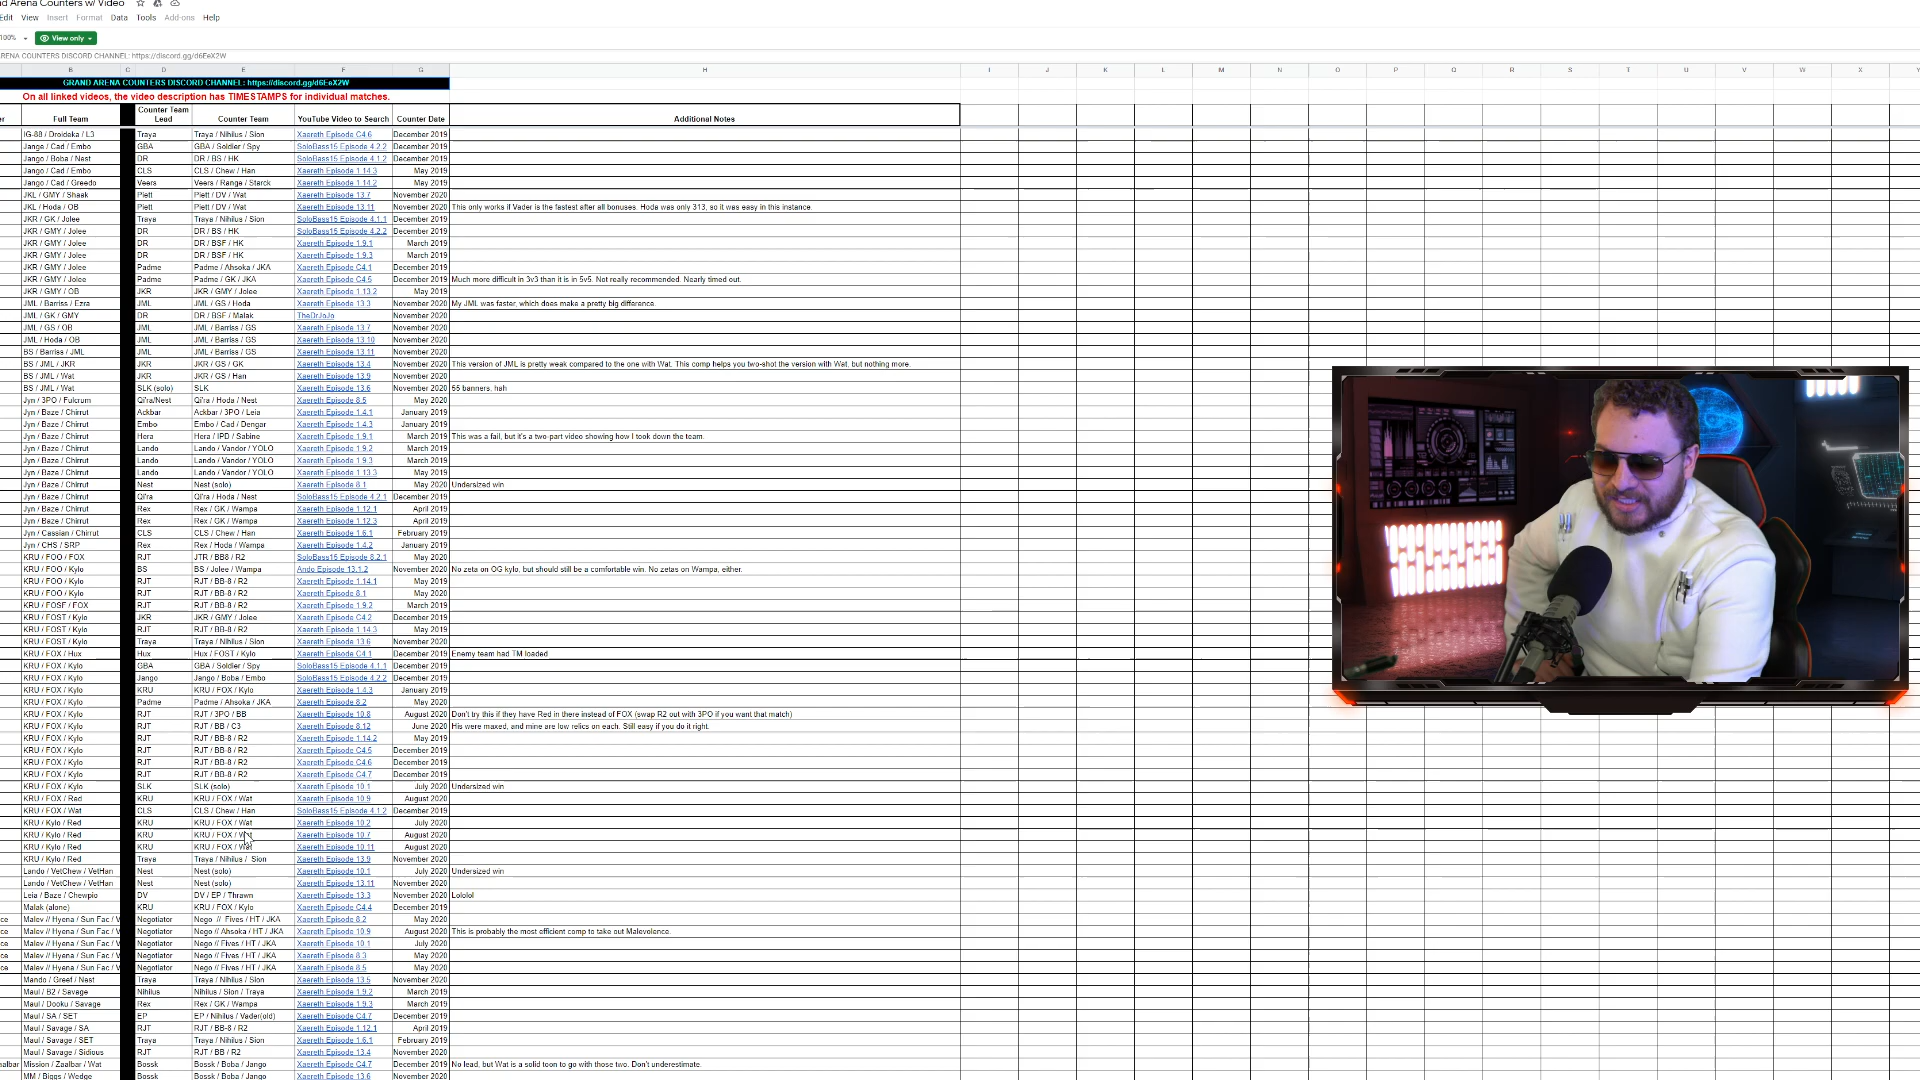 Arena Counters w/ Video
Edit View Insert Format Data Tools Add-ons Help
100% View only
ARENA COUNTERS DISCORD CHANNEL: https://discord.gg/d6EeX2W
B C D E F G H I J K L M N O P Q R S T U V W X Y
GRAND ARENA COUNTERS DISCORD CHANNEL: https://discord.gg/d6EeX2W
On all linked videos, the video description has TIMESTAMPS for individual matches.
Full Team Counter Team Lead Counter Team YouTube Video to Search Counter Date Additional Notes
IG-88 / Droideka / L3 Traya Traya / Nihilus / Sion Xaereth Episode C4.6 December 2019
Jango / Cad / Embo GBA GBA / Soldier / Spy SoloBass15 Episode 4.2.2 December 2019
Jango / Boba / Nest DR DR / BS / HK SoloBass15 Episode 4.1.2 December 2019
Jango / Cad / Embo CLS CLS / Chew / Han Xaereth Episode 1.14.3 May 2019
Jango / Cad / Greedo Veers Veers / Range / Starck Xaereth Episode 1.14.2 May 2019
JKL / GMY / Shaak Piett Piett / DV / Wat Xaereth Episode 13.7 November 2020
JKL / Hoda / OB Piett Piett / DV / Wat Xaereth Episode 13.11 November 2020 This only works if Vader is the fastest after all bonuses. Hoda was only 313, so it was easy in this instance.
JKR / GK / Jolee Traya Traya / Nihilus / Sion SoloBass15 Episode 4.1.1 December 2019
JKR / GMY / Jolee DR DR / BS / HK SoloBass15 Episode 4.2.2 December 2019
JKR / GMY / Jolee DR DR / BSF / HK Xaereth Episode 1.9.1 March 2019
JKR / GMY / Jolee DR DR / BSF / HK Xaereth Episode 1.9.3 March 2019
JKR / GMY / Jolee Padme Padme / Ahsoka / JKA Xaereth Episode C4.1 December 2019
JKR / GMY / Jolee Padme Padme / GK / JKA Xaereth Episode C4.5 December 2019 Much more difficult in 3v3 than it is in 5v5. Not really recommended. Nearly timed out.
JKR / GMY / OB JKR JKR / GMY / Jolee Xaereth Episode 1.13.2 May 2019
JML / Barriss / Ezra JML JML / GS / Hoda Xaereth Episode 13.3 November 2020 My JML was faster, which does make a pretty big difference.
JML / GK / GMY DR DR / BSF / Malak TheDrJoJo November 2020
JML / GS / OB JML JML / Barriss / GS Xaereth Episode 13.7 November 2020
JML / Hoda / OB JML JML / Barriss / GS Xaereth Episode 13.10 November 2020
BS / Barriss / JML JML JML / Barriss / GS Xaereth Episode 13.11 November 2020
BS / JML / JKR JKR JKR / GS / GK Xaereth Episode 13.4 November 2020 This version of JML is pretty weak compared to the one with Wat. This comp helps you two-shot the version with Wat, but nothing more.
BS / JML / Wat JKR JKR / GS / Han Xaereth Episode 13.9 November 2020
BS / JML / Wat SLK (solo) SLK Xaereth Episode 13.6 November 2020 55 banners, hah
Jyn / 3PO / Fulcrum Qi'ra/Nest Qi'ra / Hoda / Nest Xaereth Episode 8.5 May 2020
Jyn / Baze / Chirrut Ackbar Ackbar / 3PO / Leia Xaereth Episode 1.4.1 January 2019
Jyn / Baze / Chirrut Embo Embo / Cad / Dengar Xaereth Episode 1.4.3 January 2019
Jyn / Baze / Chirrut Hera Hera / IPD / Sabine Xaereth Episode 1.9.1 March 2019 This was a fail, but it's a two-part video showing how I took down the team.
Jyn / Baze / Chirrut Lando Lando / Vandor / YOLO Xaereth Episode 1.9.2 March 2019
Jyn / Baze / Chirrut Lando Lando / Vandor / YOLO Xaereth Episode 1.9.3 March 2019
Jyn / Baze / Chirrut Lando Lando / Vandor / YOLO Xaereth Episode 1.13.3 May 2019
Jyn / Baze / Chirrut Nest Nest (solo) Xaereth Episode 8.1 May 2020 Undersized win
Jyn / Baze / Chirrut Qi'ra Qi'ra / Hoda / Nest SoloBass15 Episode 4.2.1 December 2019
Jyn / Baze / Chirrut Rex Rex / GK / Wampa Xaereth Episode 1.12.1 April 2019
Jyn / Baze / Chirrut Rex Rex / GK / Wampa Xaereth Episode 1.12.3 April 2019
Jyn / Cassian / Chirrut CLS CLS / Chew / Han Xaereth Episode 1.6.1 February 2019
Jyn / CHS / SRP Rex Rex / Hoda / Wampa Xaereth Episode 1.4.2 January 2019
KRU / FOO / FOX RJT JTR / BB8 / R2 SoloBass15 Episode 8.2.1 May 2020
KRU / FOO / Kylo BS BS / Jolee / Wampa Ando Episode 13.1.2 November 2020 No zeta on OG kylo, but should still be a comfortable win. No zetas on Wampa, either.
KRU / FOO / Kylo RJT RJT / BB-8 / R2 Xaereth Episode 1.14.1 May 2019
KRU / FOO / Kylo RJT RJT / BB-8 / R2 Xaereth Episode 8.1 May 2020
KRU / FOSF / FOX RJT RJT / BB-8 / R2 Xaereth Episode 1.9.2 March 2019
KRU / FOST / Kylo JKR JKR / GMY / Jolee Xaereth Episode C4.2 December 2019
KRU / FOST / Kylo RJT RJT / BB-8 / R2 Xaereth Episode 1.14.3 May 2019
KRU / FOST / Kylo Traya Traya / Nihilus / Sion Xaereth Episode 13.6 November 2020
KRU / FOX / Hux Hux Hux / FOST / Kylo Xaereth Episode C4.1 December 2019 Enemy team had TM loaded
KRU / FOX / Kylo GBA GBA / Soldier / Spy SoloBass15 Episode 4.1.1 December 2019
KRU / FOX / Kylo Jango Jango / Boba / Embo SoloBass15 Episode 4.2.2 December 2019
KRU / FOX / Kylo KRU KRU / FOX / Kylo Xaereth Episode 1.4.3 January 2019
KRU / FOX / Kylo Padme Padme / Ahsoka / JKA Xaereth Episode 8.2 May 2020
KRU / FOX / Kylo RJT RJT / 3PO / BB Xaereth Episode 10.8 August 2020 Don't try this if they have Red in there instead of FOX (swap R2 out with 3PO if you want that match)
KRU / FOX / Kylo RJT RJT / BB / C3 Xaereth Episode 8.12 June 2020 His were maxed, and mine are low relics on each. Still easy if you do it right.
KRU / FOX / Kylo RJT RJT / BB-8 / R2 Xaereth Episode 1.14.2 May 2019
KRU / FOX / Kylo RJT RJT / BB-8 / R2 Xaereth Episode C4.5 December 2019
KRU / FOX / Kylo RJT RJT / BB-8 / R2 Xaereth Episode C4.6 December 2019
KRU / FOX / Kylo RJT RJT / BB-8 / R2 Xaereth Episode C4.7 December 2019
KRU / FOX / Kylo SLK SLK (solo) Xaereth Episode 10.1 July 2020 Undersized win
KRU / FOX / Red KRU KRU / FOX / Wat Xaereth Episode 10.9 August 2020
KRU / FOX / Wat CLS CLS / Chew / Han SoloBass15 Episode 4.1.2 December 2019
KRU / Kylo / Red KRU KRU / FOX / Wat Xaereth Episode 10.2 July 2020
KRU / Kylo / Red KRU KRU / FOX / Wat Xaereth Episode 10.7 August 2020
KRU / Kylo / Red KRU KRU / FOX / Wat Xaereth Episode 10.11 August 2020
KRU / Kylo / Red Traya Traya / Nihilus / Sion Xaereth Episode 13.9 November 2020
Lando / VetChew / VetHan Nest Nest (solo) Xaereth Episode 10.1 July 2020 Undersized win
Lando / VetChew / VetHan Nest Nest (solo) Xaereth Episode 13.11 November 2020
Leia / Baze / Chewpio DV DV / EP / Thrawn Xaereth Episode 13.3 November 2020 Lololol
Malak (alone) KRU KRU / FOX / Kylo Xaereth Episode C4.4 December 2019
ce Malev // Hyena / Sun Fac / V Negotiator Nego // Fives / HT / JKA Xaereth Episode 8.2 May 2020
ce Malev // Hyena / Sun Fac / V Negotiator Nego // Ahsoka / HT / JKA Xaereth Episode 10.9 August 2020 This is probably the most efficient comp to take out Malevolence.
ce Malev // Hyena / Sun Fac / V Negotiator Nego // Fives / HT / JKA Xaereth Episode 10.1 July 2020
ce Malev // Hyena / Sun Fac / V Negotiator Nego // Fives / HT / JKA Xaereth Episode 8.3 May 2020
ce Malev // Hyena / Sun Fac / V Negotiator Nego // Fives / HT / JKA Xaereth Episode 8.5 May 2020
Mando / Greef / Nest Traya Traya / Nihilus / Sion Xaereth Episode 13.5 November 2020
Maul / B2 / Savage Nihilus Nihilus / Sion / Traya Xaereth Episode 1.9.2 March 2019
Maul / Dooku / Savage Rex Rex / GK / Wampa Xaereth Episode 1.9.3 March 2019
Maul / SA / SET EP EP / Nihilus / Vader(old) Xaereth Episode C4.7 December 2019
Maul / Savage / SA RJT RJT / BB-8 / R2 Xaereth Episode 1.12.1 April 2019
Maul / Savage / SET Traya Traya / Nihilus / Sion Xaereth Episode 1.6.1 February 2019
Maul / Savage / Sidious RJT RJT / BB / R2 Xaereth Episode 13.4 November 2020
aalbar Mission / Zaalbar / Wat Bossk Bossk / Boba / Jango Xaereth Episode C4.7 December 2019 No lead, but Wat is a solid toon to go with those two. Don't underestimate.
MM / Biggs / Wedge Bossk Bossk / Boba / Jango Xaereth Episode 13.6 November 2020